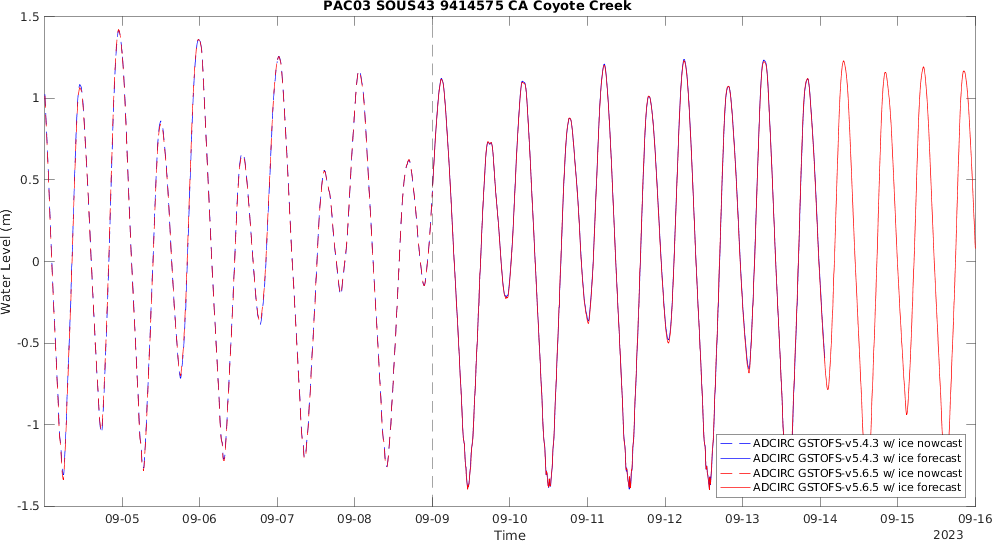 PAC03 SOUS43 9414575 CA Coyote Creek
1.5
1
0.5
0
-0.5
-1
-1.5
Water Level (m)
09-05 09-06 09-07 09-08 09-09 09-10 09-11 09-12 09-13 09-14 09-15 09-16
Time
2023
ADCIRC GSTOFS-v5.4.3 w/ ice nowcast
ADCIRC GSTOFS-v5.4.3 w/ ice forecast
ADCIRC GSTOFS-v5.6.5 w/ ice nowcast
ADCIRC GSTOFS-v5.6.5 w/ ice forecast